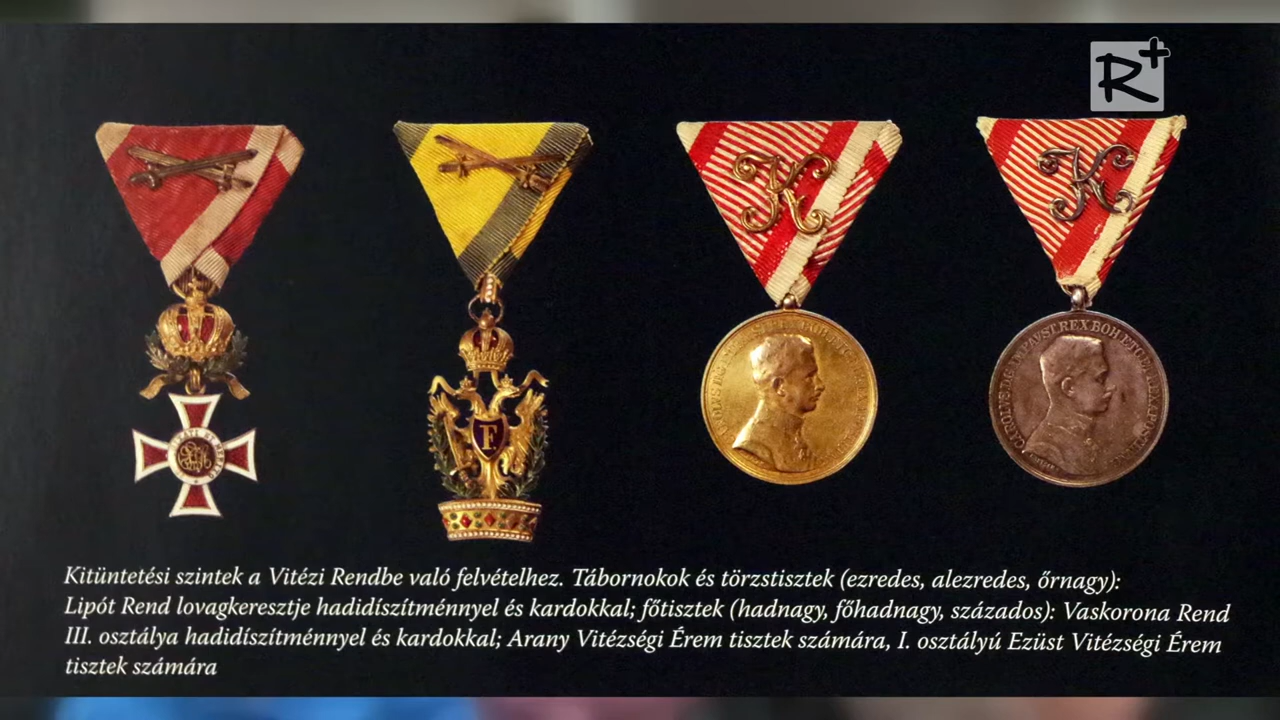 R+
Kitüntetési szintek a Vitézi Rendbe való felvételhez. Tábornokok és törzstisztek (ezredes, alezredes, őrnagy):
Lipót Rend lovagkeresztje hadidíszítménnyel és kardokkal; főtisztek (hadnagy, főhadnagy, százados): Vaskorona Rend
III. osztálya hadidíszítménnyel és kardokkal; Arany Vitézségi Érem tisztek számára, I. osztályú Ezüst Vitézségi Érem
tisztek számára
K
K
F